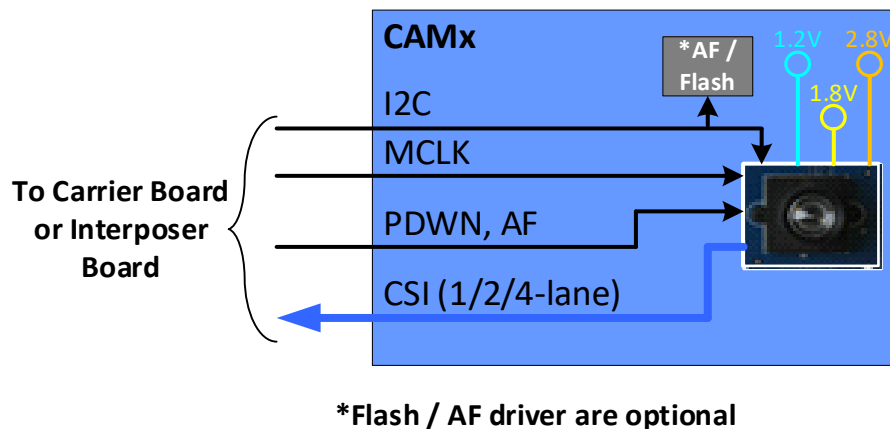 CAMx
*AF /
Flash
1.2V
2.8V
1.8V
I2C
MCLK
To Carrier Board
or Interposer
Board
PDWN, AF
CSI (1/2/4-lane)
*Flash / AF driver are optional